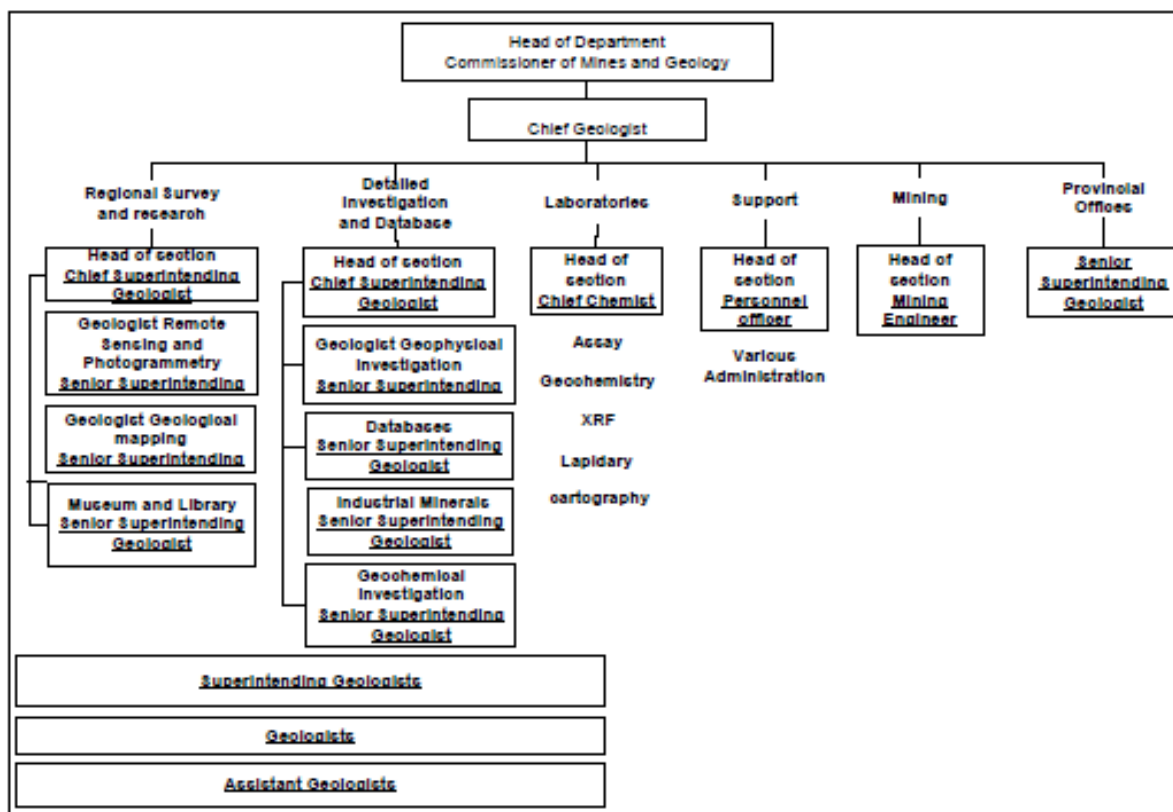 Head of Department
Commissioner of Mines and Geology
Chief Geologist
Regional Survey
and research
Detailed
Investigation
and Database
Laboratories
Support
Mining
Provincial
Offices
Head of section
Chief Superintending
Geologist
Geologist Remote
Sensing and
Photogrammetry
Senior Superintending
Geologist Geological
mapping
Senior Superintending
Museum and Library
Senior Superintending
Geologist
Head of section
Chief Superintending
Geologist
Geologist Geophysical
Investigation
Senior Superintending
Databases
Senior Superintending
Geologist
Industrial Minerals
Senior Superintending
Geologist
Geochemical
Investigation
Senior Superintending
Geologist
Head of
section
Chief Chemist
Assay
Geochemistry
XRF
Lapidary
cartography
Head of
section
Personnel
officer
Various
Administration
Head of
section
Mining
Engineer
Senior
Superintending
Geologist
Superintending Geologists
Geologists
Assistant Geologists